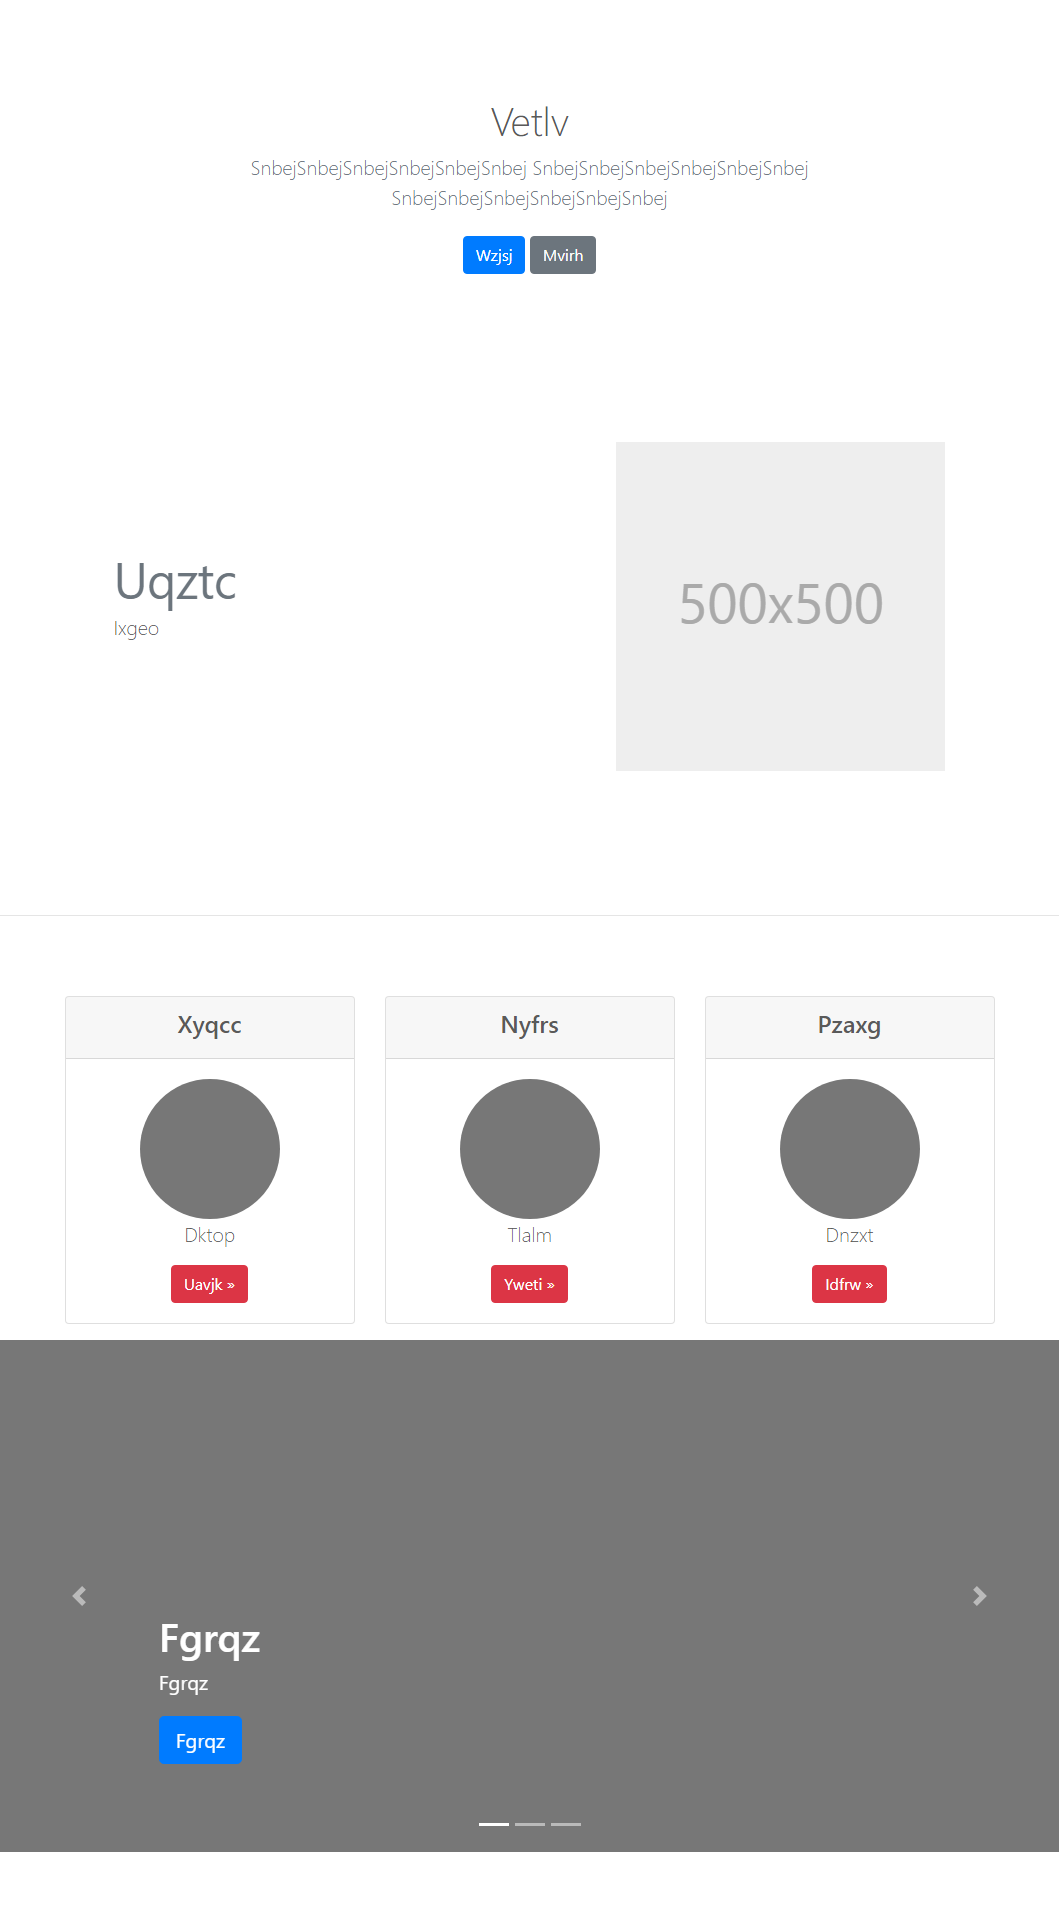 Vetlv
SnbejSnbejSnbejSnbejSnbejSnbej SnbejSnbejSnbejSnbejSnbejSnbej
SnbejSnbejSnbejSnbejSnbejSnbej
Wzjsj Mvirh
Uqztc
Ixgeo
500x500
Xyqcc Nyfrs Pzaxg
Dktop Tlalm Dnzxt
Uavjk » Yweti » Idfrw »
Fgrqz
Fgrqz
Fgrqz